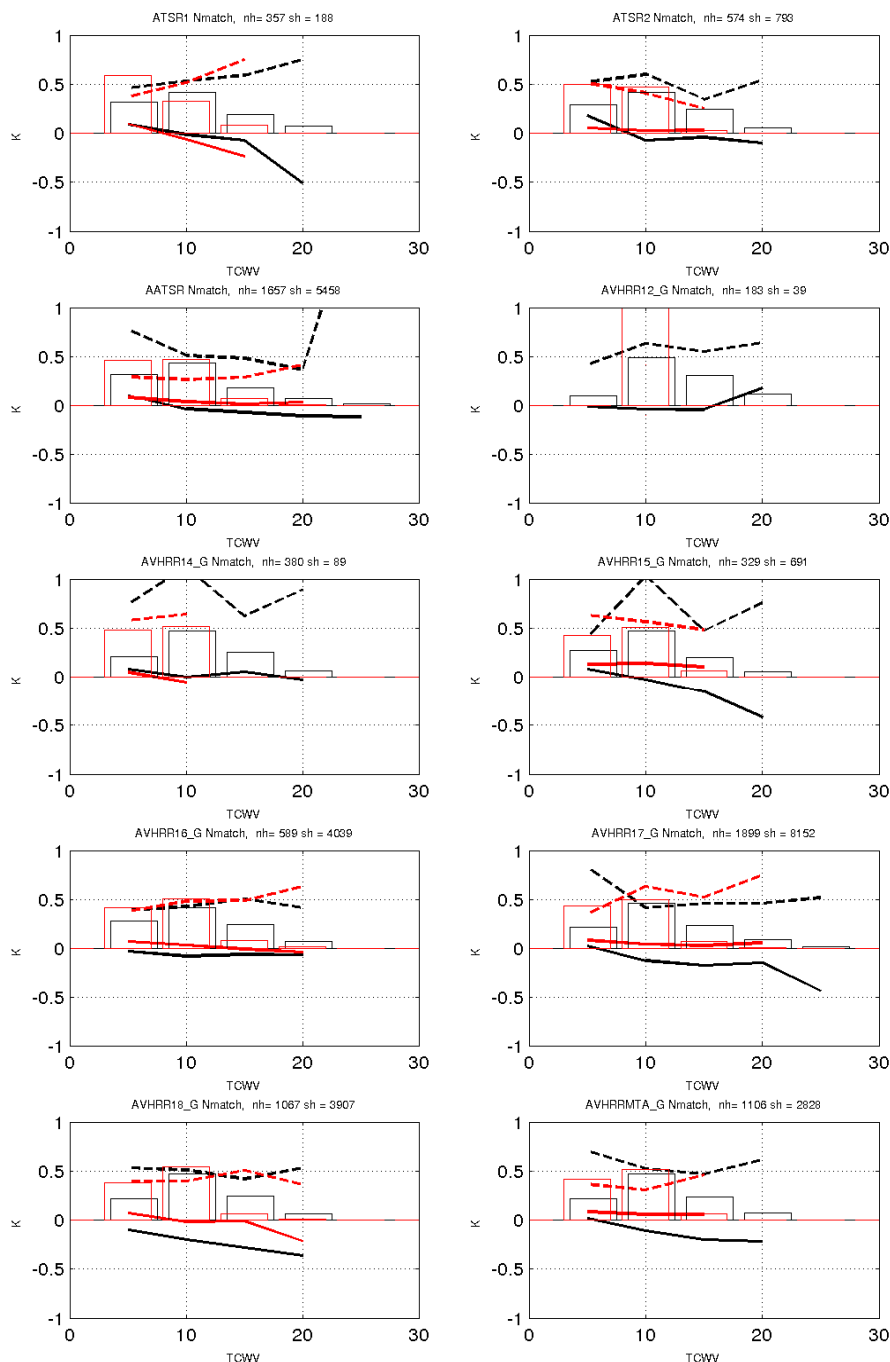 ATSR1 Nmatch, nh= 357 sh = 188
1
0.5
0
-0.5
-1
K
0 10 20 30
TCWV
ATSR2 Nmatch, nh= 574 sh = 793
1
0.5
0
-0.5
-1
K
0 10 20 30
TCWV
AATSR Nmatch, nh= 1657 sh = 5458
1
0.5
0
-0.5
-1
K
0 10 20 30
TCWV
AVHRR12_G Nmatch, nh= 183 sh = 39
1
0.5
0
-0.5
-1
K
0 10 20 30
TCWV
AVHRR14_G Nmatch, nh= 380 sh = 89
1
0.5
0
-0.5
-1
K
0 10 20 30
TCWV
AVHRR15_G Nmatch, nh= 329 sh = 691
1
0.5
0
-0.5
-1
K
0 10 20 30
TCWV
AVHRR16_G Nmatch, nh= 589 sh = 4039
1
0.5
0
-0.5
-1
K
0 10 20 30
TCWV
AVHRR17_G Nmatch, nh= 1899 sh = 8152
1
0.5
0
-0.5
-1
K
0 10 20 30
TCWV
AVHRR18_G Nmatch, nh= 1067 sh = 3907
1
0.5
0
-0.5
-1
K
0 10 20 30
TCWV
AVHRRMTA_G Nmatch, nh= 1106 sh = 2828
1
0.5
0
-0.5
-1
K
0 10 20 30
TCWV